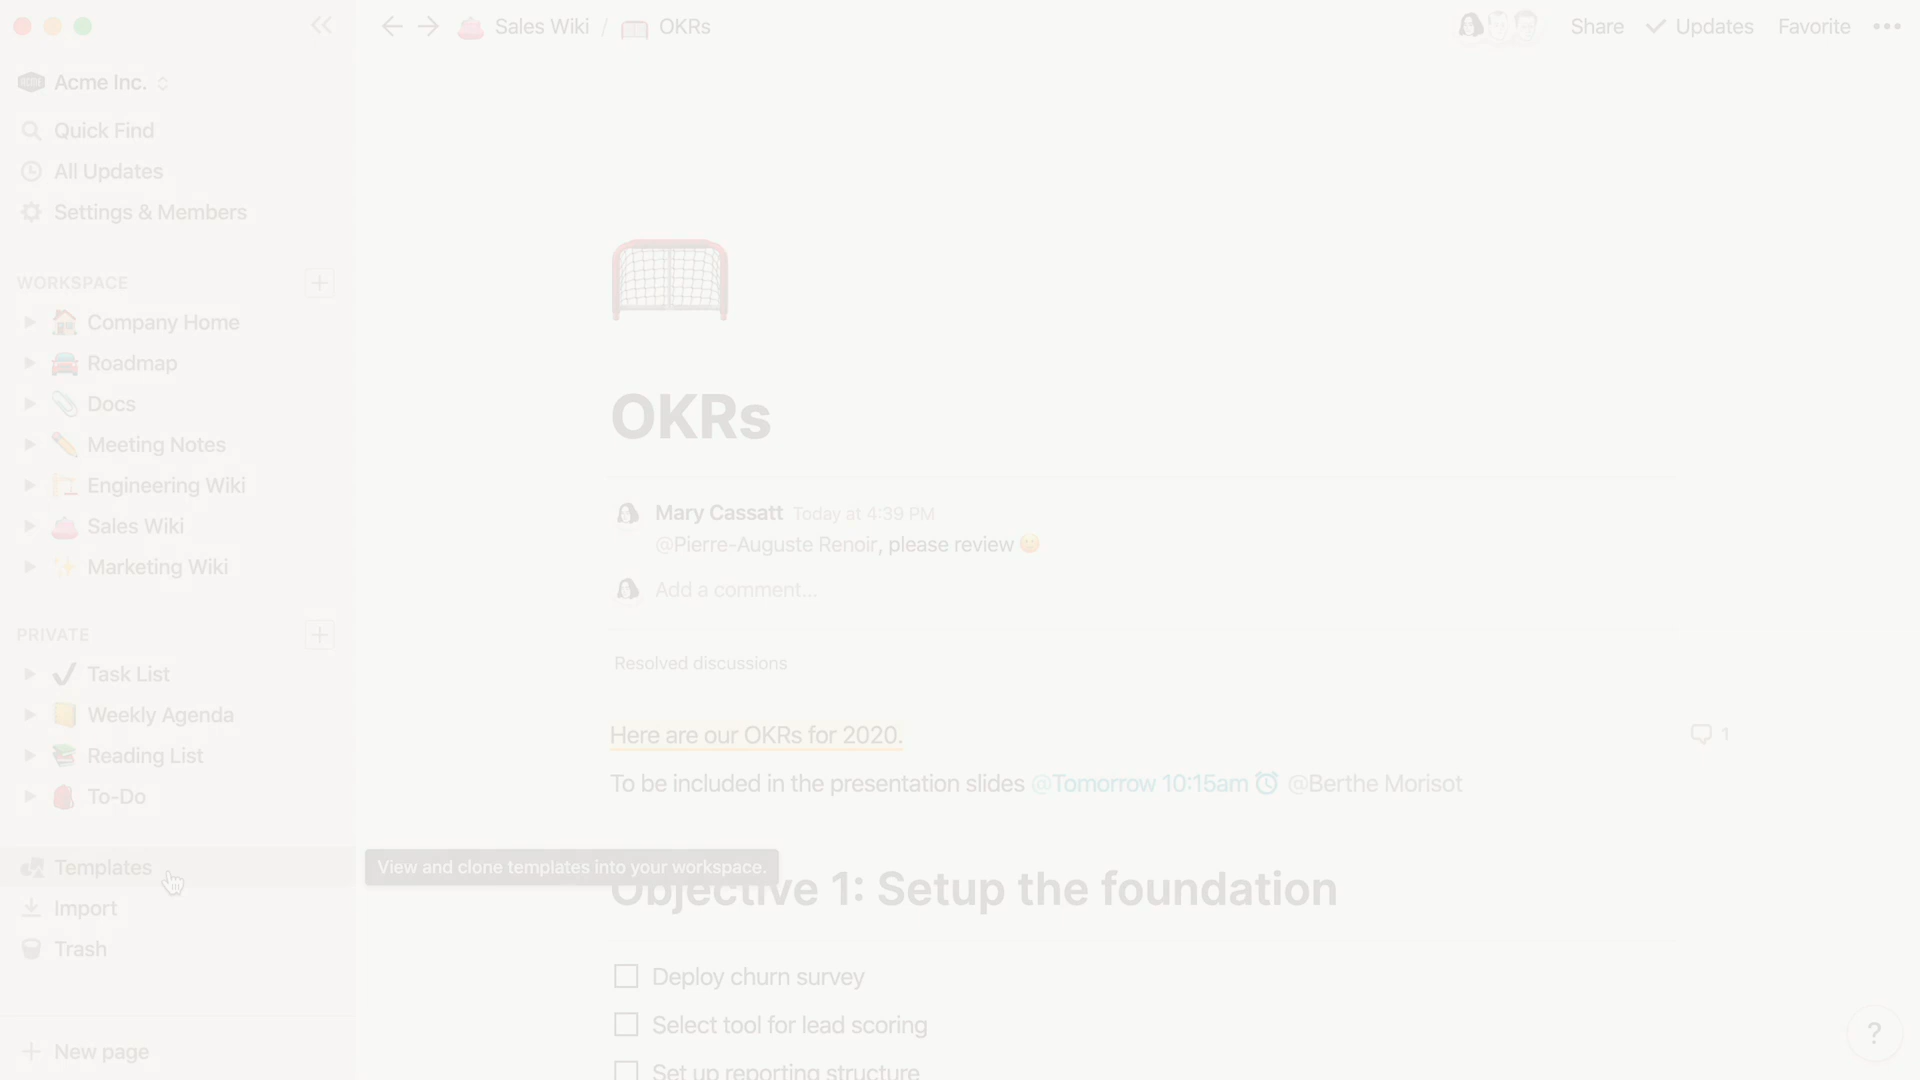 Sales Wiki / OKRs
Share
Updates
Favorite
Acme Inc.
Quick Find
All Updates
Settings & Members
WORKSPACE
Company Home
Roadmap
Docs
Meeting Notes
Engineering Wiki
Sales Wiki
Marketing Wiki
PRIVATE
Task List
Weekly Agenda
Reading List
To-Do
Templates
Import
Trash
New page
OKRs
Mary Cassatt Today at 4:39 PM
@Pierre-Auguste Renoir, please review
Add a comment...
Resolved discussions
Here are our OKRs for 2020.
1
To be included in the presentation slides @Tomorrow 10:15am @Berthe Morisot
View and clone templates into your workspace.
Objective 1: Setup the foundation
Deploy churn survey
Select tool for lead scoring
Set up reporting structure
?